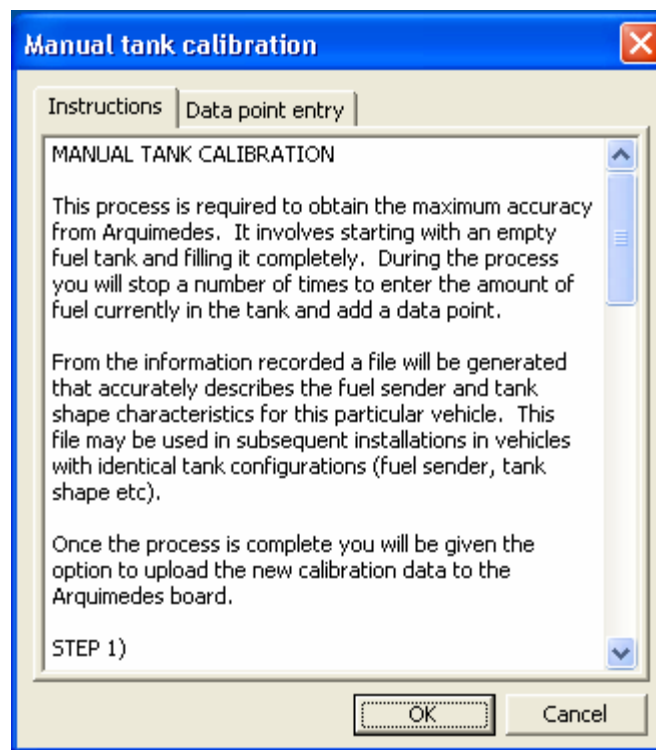 Manual tank calibration
Instructions
Data point entry
MANUAL TANK CALIBRATION
This process is required to obtain the maximum accuracy
from Arquimedes. It involves starting with an empty
fuel tank and filling it completely. During the process
you will stop a number of times to enter the amount of
fuel currently in the tank and add a data point.
From the information recorded a file will be generated
that accurately describes the fuel sender and tank
shape characteristics for this particular vehicle. This
file may be used in subsequent installations in vehicles
with identical tank configurations (fuel sender, tank
shape etc).
Once the process is complete you will be given the
option to upload the new calibration data to the
Arquimedes board.
STEP 1)
OK
Cancel